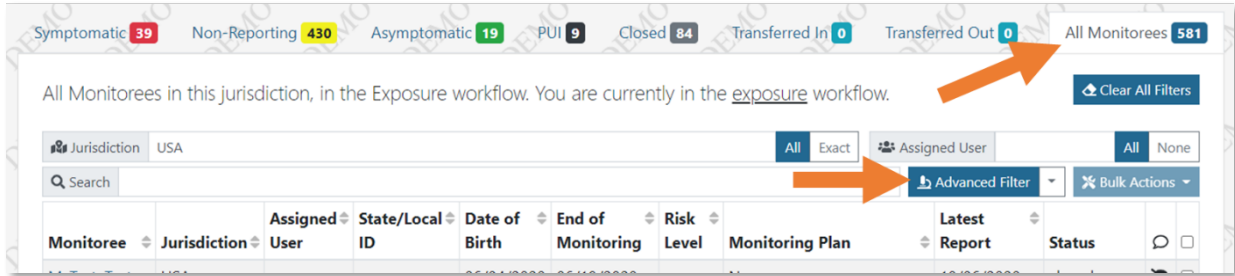 Symptomatic 39 Non-Reporting 430 Asymptomatic 19 PUI 9 Closed 84 Transferred In 0 Transferred Out 0 All Monitorees 581
All Monitorees in this jurisdiction, in the Exposure workflow. You are currently in the exposure workflow. Clear All Filters
Jurisdiction USA All Exact Assigned User All None
Search Advanced Filter Bulk Actions
Monitoree Jurisdiction Assigned User State/Local ID Date of Birth End of Monitoring Risk Level Monitoring Plan Latest Report Status
DEMO